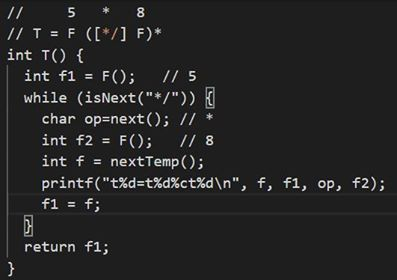 //      5   *   8
// T = F ([*/] F)*
int T() {
  int f1 = F();   // 5
  while (isNext("*/")) {
    char op=next(); // *
    int f2 = F();   // 8
    int f = nextTemp();
    printf("t%d=t%d%ct%d\n", f, f1, op, f2);
    f1 = f;
  }
  return f1;
}